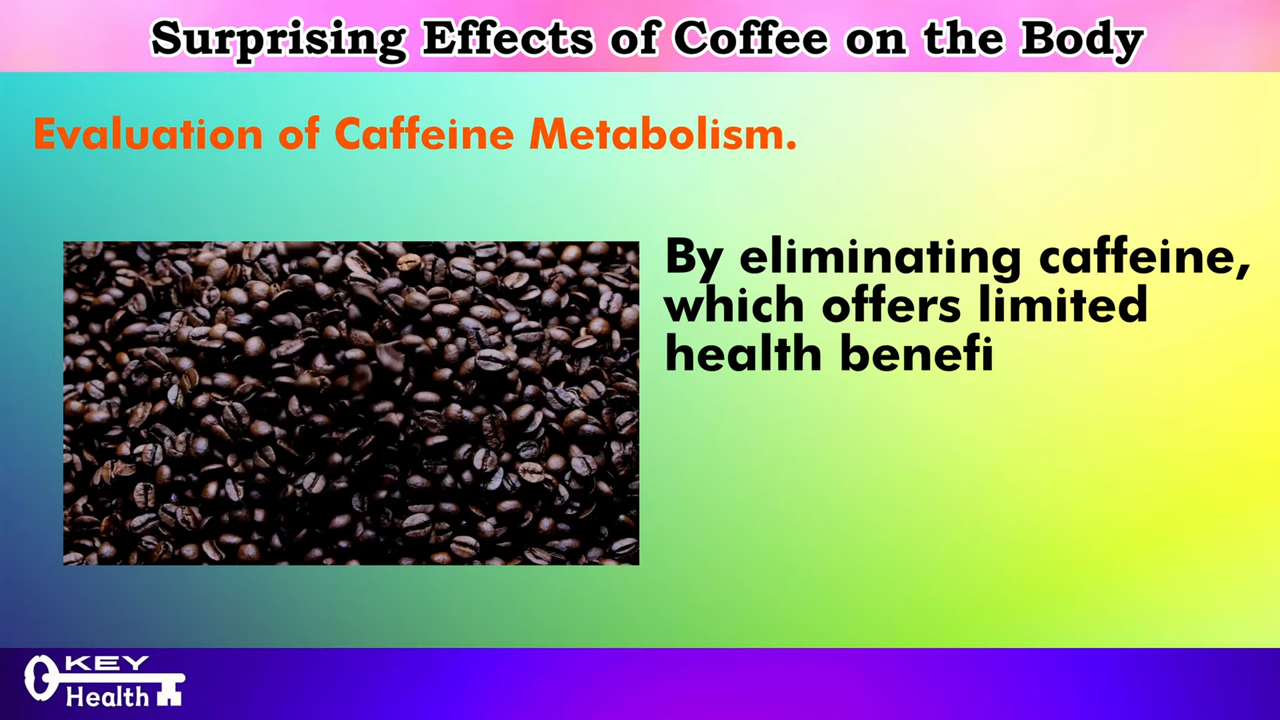 Surprising Effects of Coffee on the Body
Evaluation of Caffeine Metabolism.
By eliminating caffeine,
which offers limited
health benefi
KEY
Health